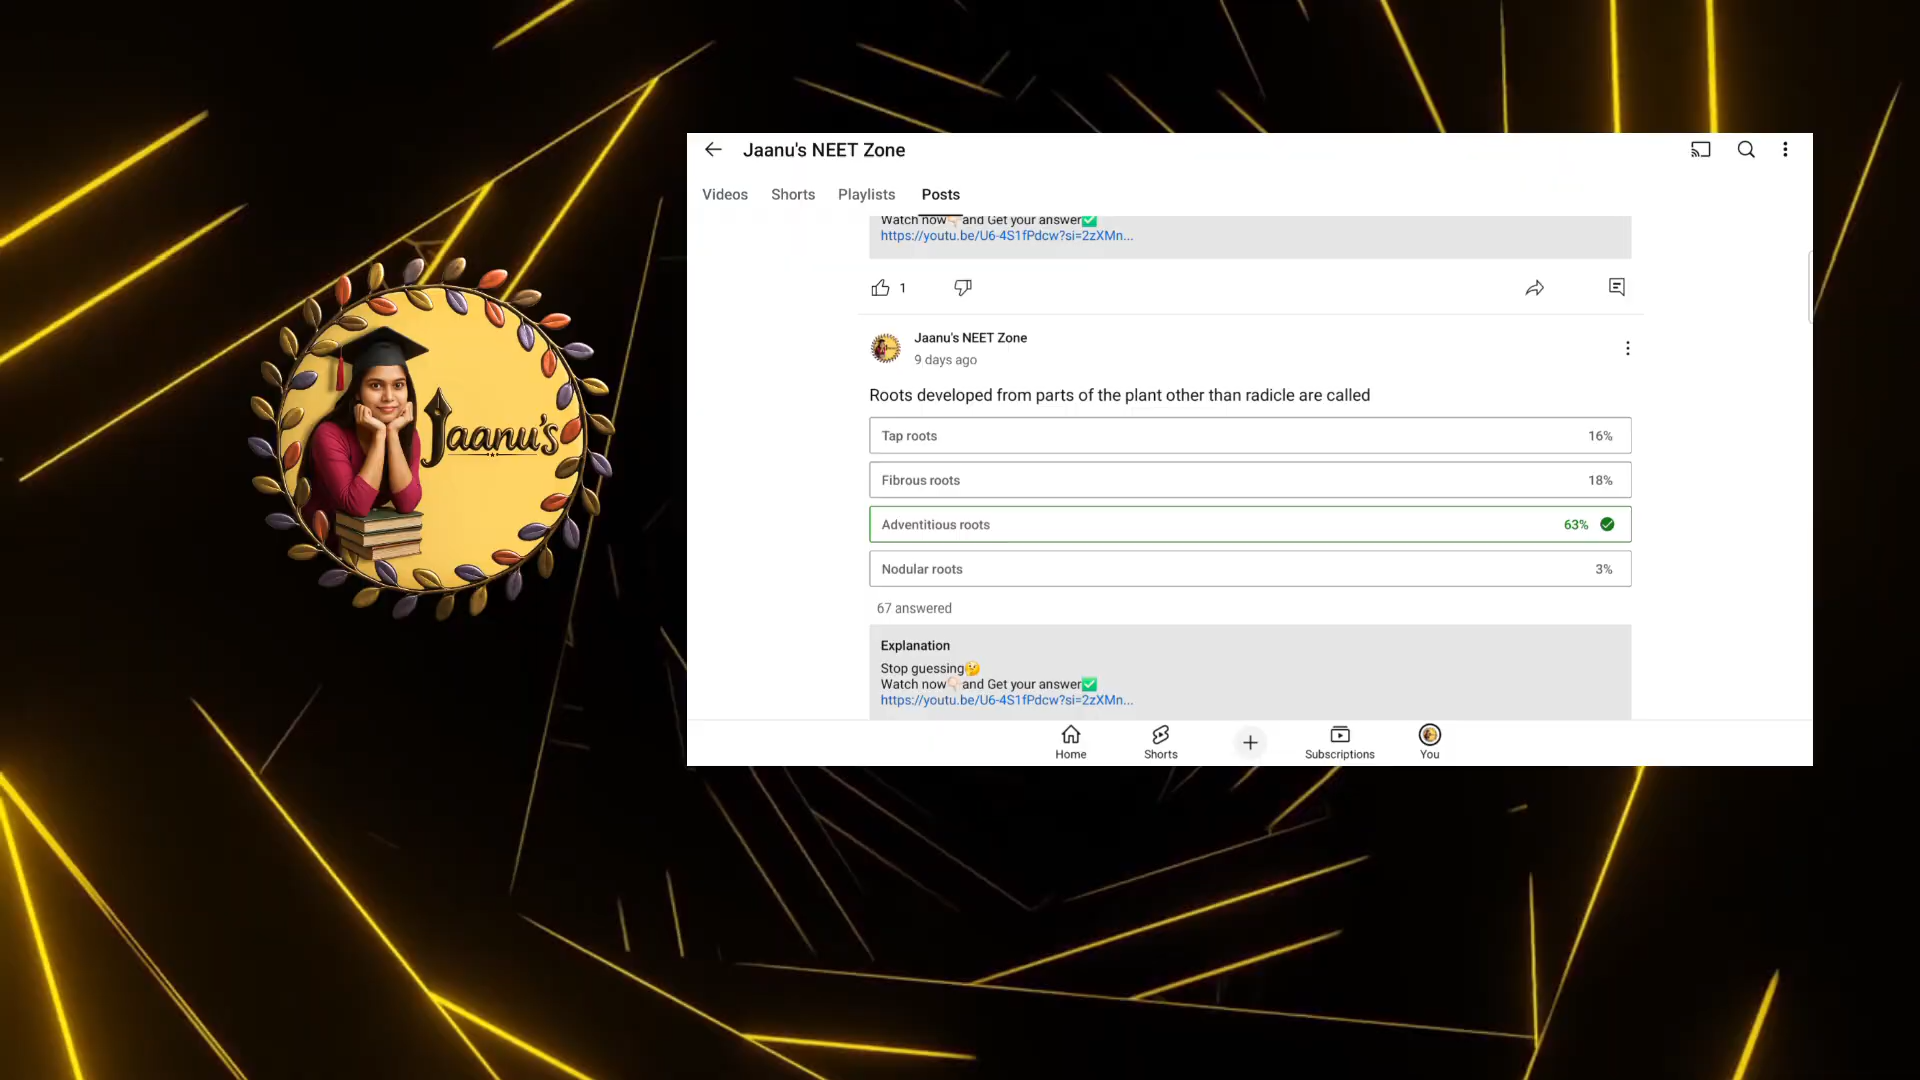 Jaanu's
Jaanu's NEET Zone
Videos Shorts Playlists Posts
Watch now👇🏻and Get your answer✅
https://youtu.be/U6-4S1fPdcw?si=2zXMn...
1
Jaanu's NEET Zone
9 days ago
Roots developed from parts of the plant other than radicle are called
Tap roots 16%
Fibrous roots 18%
Adventitious roots 63%
Nodular roots 3%
67 answered
Explanation
Stop guessing🤔
Watch now👇🏻and Get your answer✅
https://youtu.be/U6-4S1fPdcw?si=2zXMn...
Home Shorts Subscriptions You